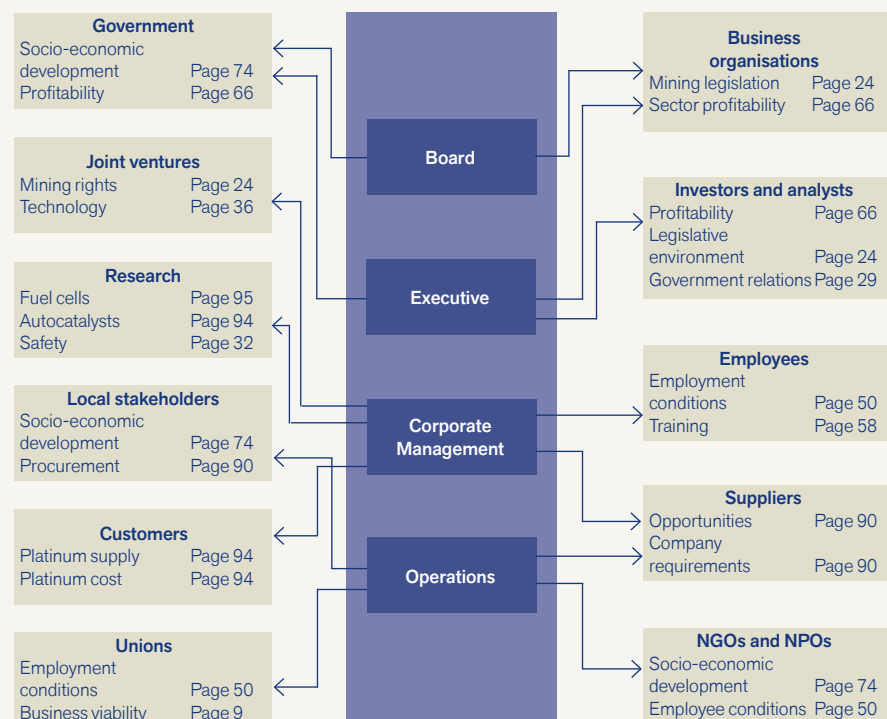 Government
Socio-economic
development Page 74
Profitability Page 66
Joint ventures
Mining rights Page 24
Technology Page 36
Research
Fuel cells Page 95
Autocatalysts Page 94
Safety Page 32
Local stakeholders
Socio-economic
development Page 74
Procurement Page 90
Customers
Platinum supply Page 94
Platinum cost Page 94
Unions
Employment
conditions Page 50
Business viability Page 9
Board
Executive
Corporate
Management
Operations
Business
organisations
Mining legislation Page 24
Sector profitability Page 66
Investors and analysts
Profitability Page 66
Legislative
environment Page 24
Government relations Page 29
Employees
Employment
conditions Page 50
Training Page 58
Suppliers
Opportunities Page 90
Company
requirements Page 90
NGOs and NPOs
Socio-economic
development Page 74
Employee conditions Page 50